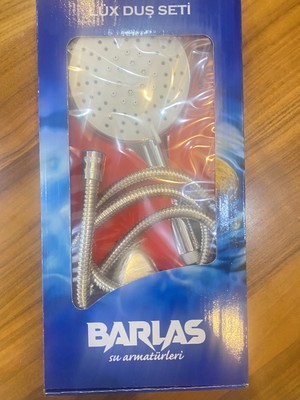 LÜX DUŞ SETİ
BARLAS
su armatürleri